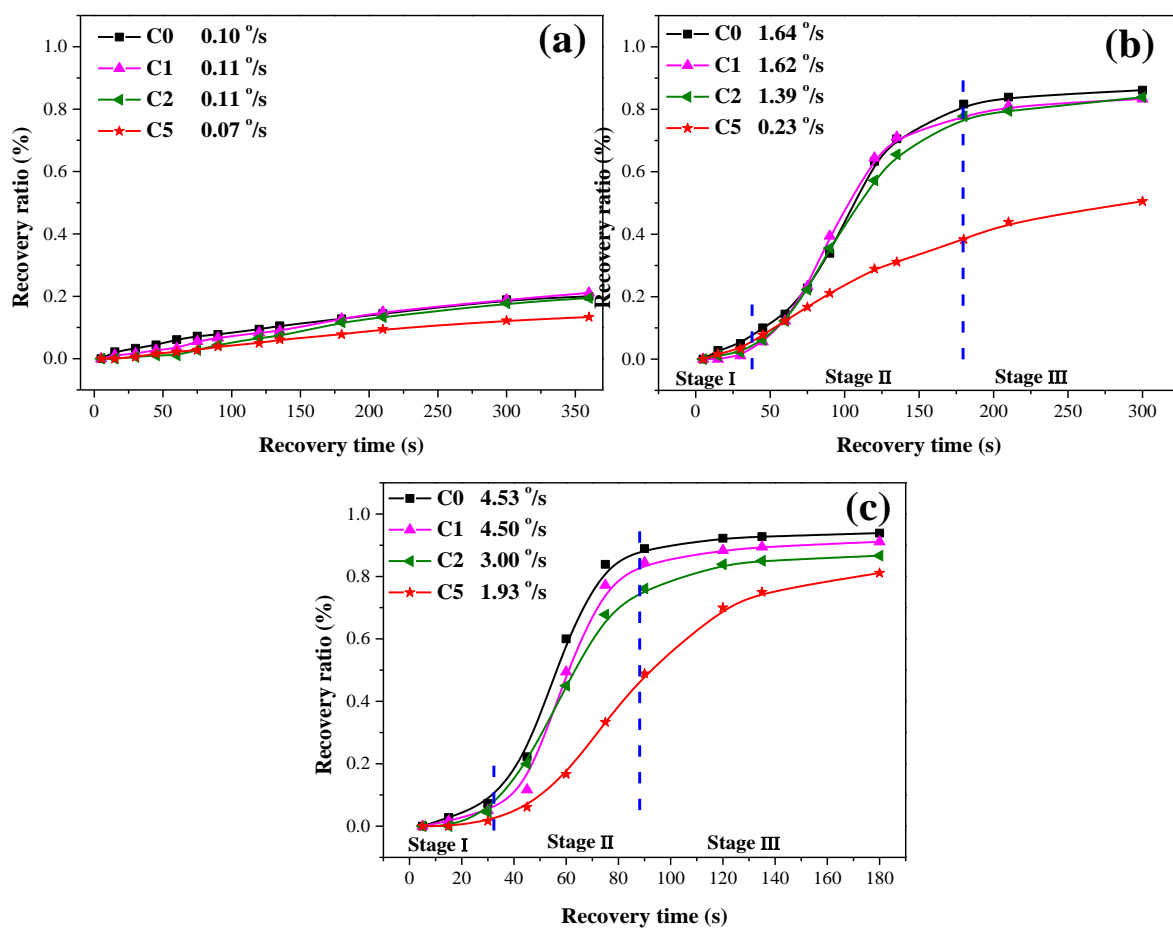 (a)
C0 0.10 °/s
C1 0.11 °/s
C2 0.11 °/s
C5 0.07 °/s
Recovery ratio (%)
1.0
0.8
0.6
0.4
0.2
0.0
0 50 100 150 200 250 300 350
Recovery time (s)
(b)
C0 1.64 °/s
C1 1.62 °/s
C2 1.39 °/s
C5 0.23 °/s
Recovery ratio (%)
1.0
0.8
0.6
0.4
0.2
0.0
Stage I Stage II Stage III
0 50 100 150 200 250 300
Recovery time (s)
(c)
C0 4.53 °/s
C1 4.50 °/s
C2 3.00 °/s
C5 1.93 °/s
Recovery ratio (%)
1.0
0.8
0.6
0.4
0.2
0.0
Stage I Stage II Stage III
0 20 40 60 80 100 120 140 160 180
Recovery time (s)